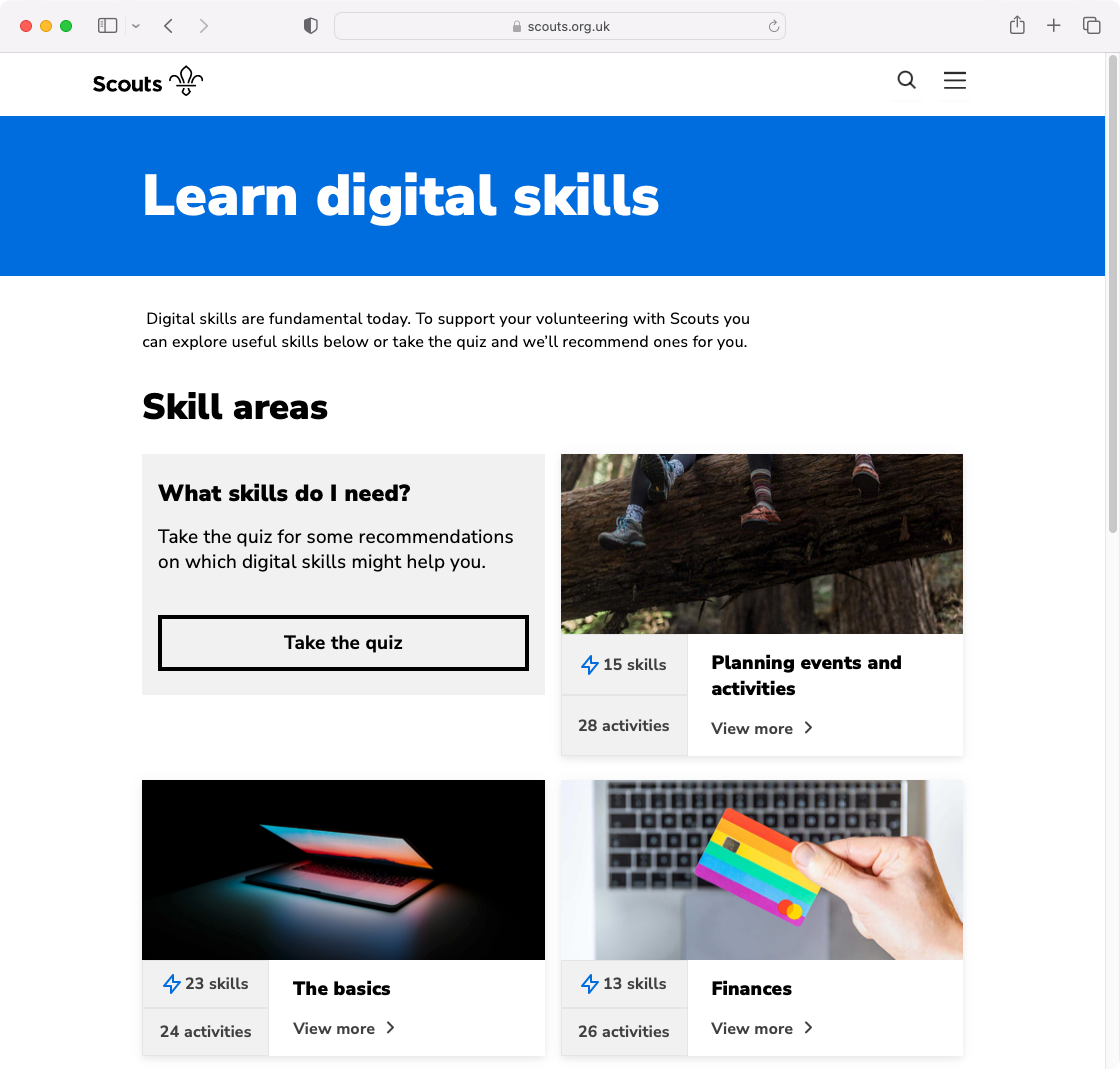 scouts.org.uk
Scouts
Learn digital skills
Digital skills are fundamental today. To support your volunteering with Scouts you
can explore useful skills below or take the quiz and we’ll recommend ones for you.
Skill areas
What skills do I need?
Take the quiz for some recommendations
on which digital skills might help you.
Take the quiz
15 skills
28 activities
Planning events and
activities
View more
23 skills
24 activities
The basics
View more
13 skills
26 activities
Finances
View more